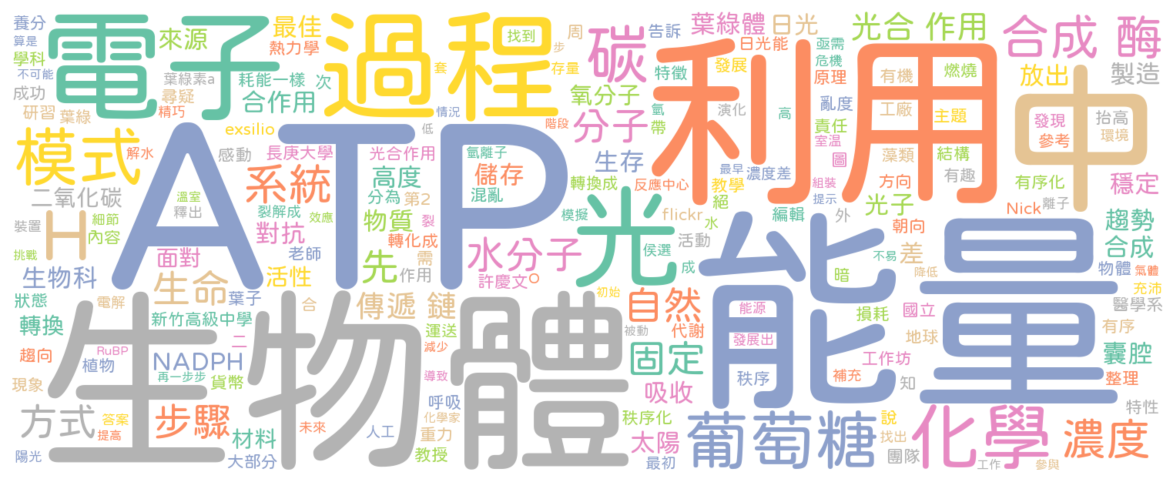 養分 電子 過程 找到 碳 告訴 葉綠體 日光 光合 作用 合成 酶
算是 來源 最佳 周 步 利用 中
學科 熱力學 日光能 亟需 有機 燃燒 放出 製造
不可能 葉綠素a 耗能一樣 次 套 存量 特徵 發展 危機 原理
成功 尋疑 合作用 氧分子 氫 演化 高 亂度 工廠 主題 發現 抬高
研習 葉綠 精巧 情況 分子 帶 責任 參考 環境
模式 exsilio ATP 低 階段 室溫
解水 感動 長庚大學 光合作用 氫離子 生存 最早 濃度差 圖 藻類 結構
二氧化碳 系統 高度 混亂 儲存 轉換成 反應中心 教學 組裝 方向 有趣 有序化 穩定
溫室 分為 第2 絕 提示 離子
裝置 細節 釋出 裂解成 效應 物質 裂 模擬 flickr 水 編輯 外 光子 Nick 趨勢
H 內容 對抗 轉化成 水分子 光 侯選 活動 朝向 合成
挑戰 面對 老師 先 需 作用 許慶文 O 成 能 暗 不易 差 量 物體 氣體
生物科 生命 活性 初始 降低 充沛
狀態 電解 葉子 合 傳遞 鏈 自然 能源 損耗 國立 醫學系
轉換 新竹高級中學 運送 被動 代謝 發展出 地球 有序
趨向 RuBP 二 生物體 減少 固定 工作坊 囊腔
植物 NADPH 導致 秩序 補充 知 整理
現象 再一步步 貨幣 呼吸 吸收 特性
方式 答案 步驟 未來 化學家 秩序化 葡萄糖 說 化學 濃度
提高 材料 人工 重力 太陽 找出
陽光 大部分 教授 最初 團隊 工作 參與